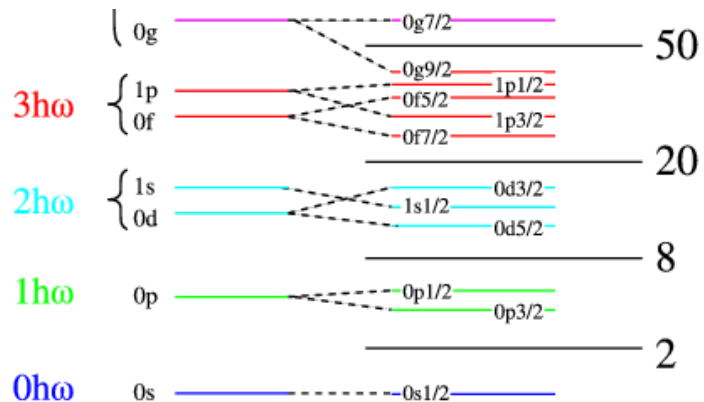 0g
0g7/2
50
0g9/2
1p
1p1/2
3hω
0f5/2
0f
1p3/2
0f7/2
20
1s
0d3/2
2hω
1s1/2
0d
0d5/2
8
1hω
0p
0p1/2
0p3/2
2
0hω
0s
0s1/2